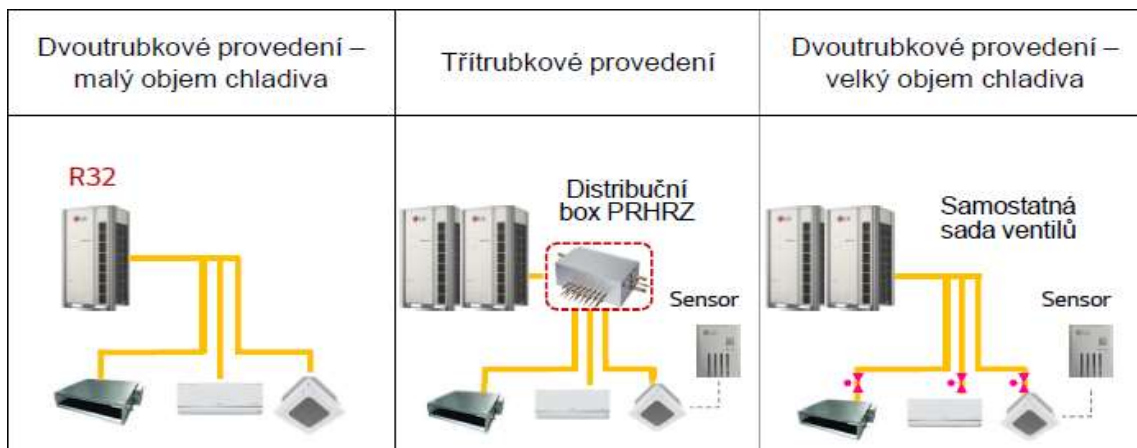 Dvoutrubkové provedení –
malý objem chladiva
Třítrubkové provedení
Dvoutrubkové provedení –
velký objem chladiva
R32
Distribuční
box PRHRZ
Sensor
Samostatná
sada ventilů
Sensor